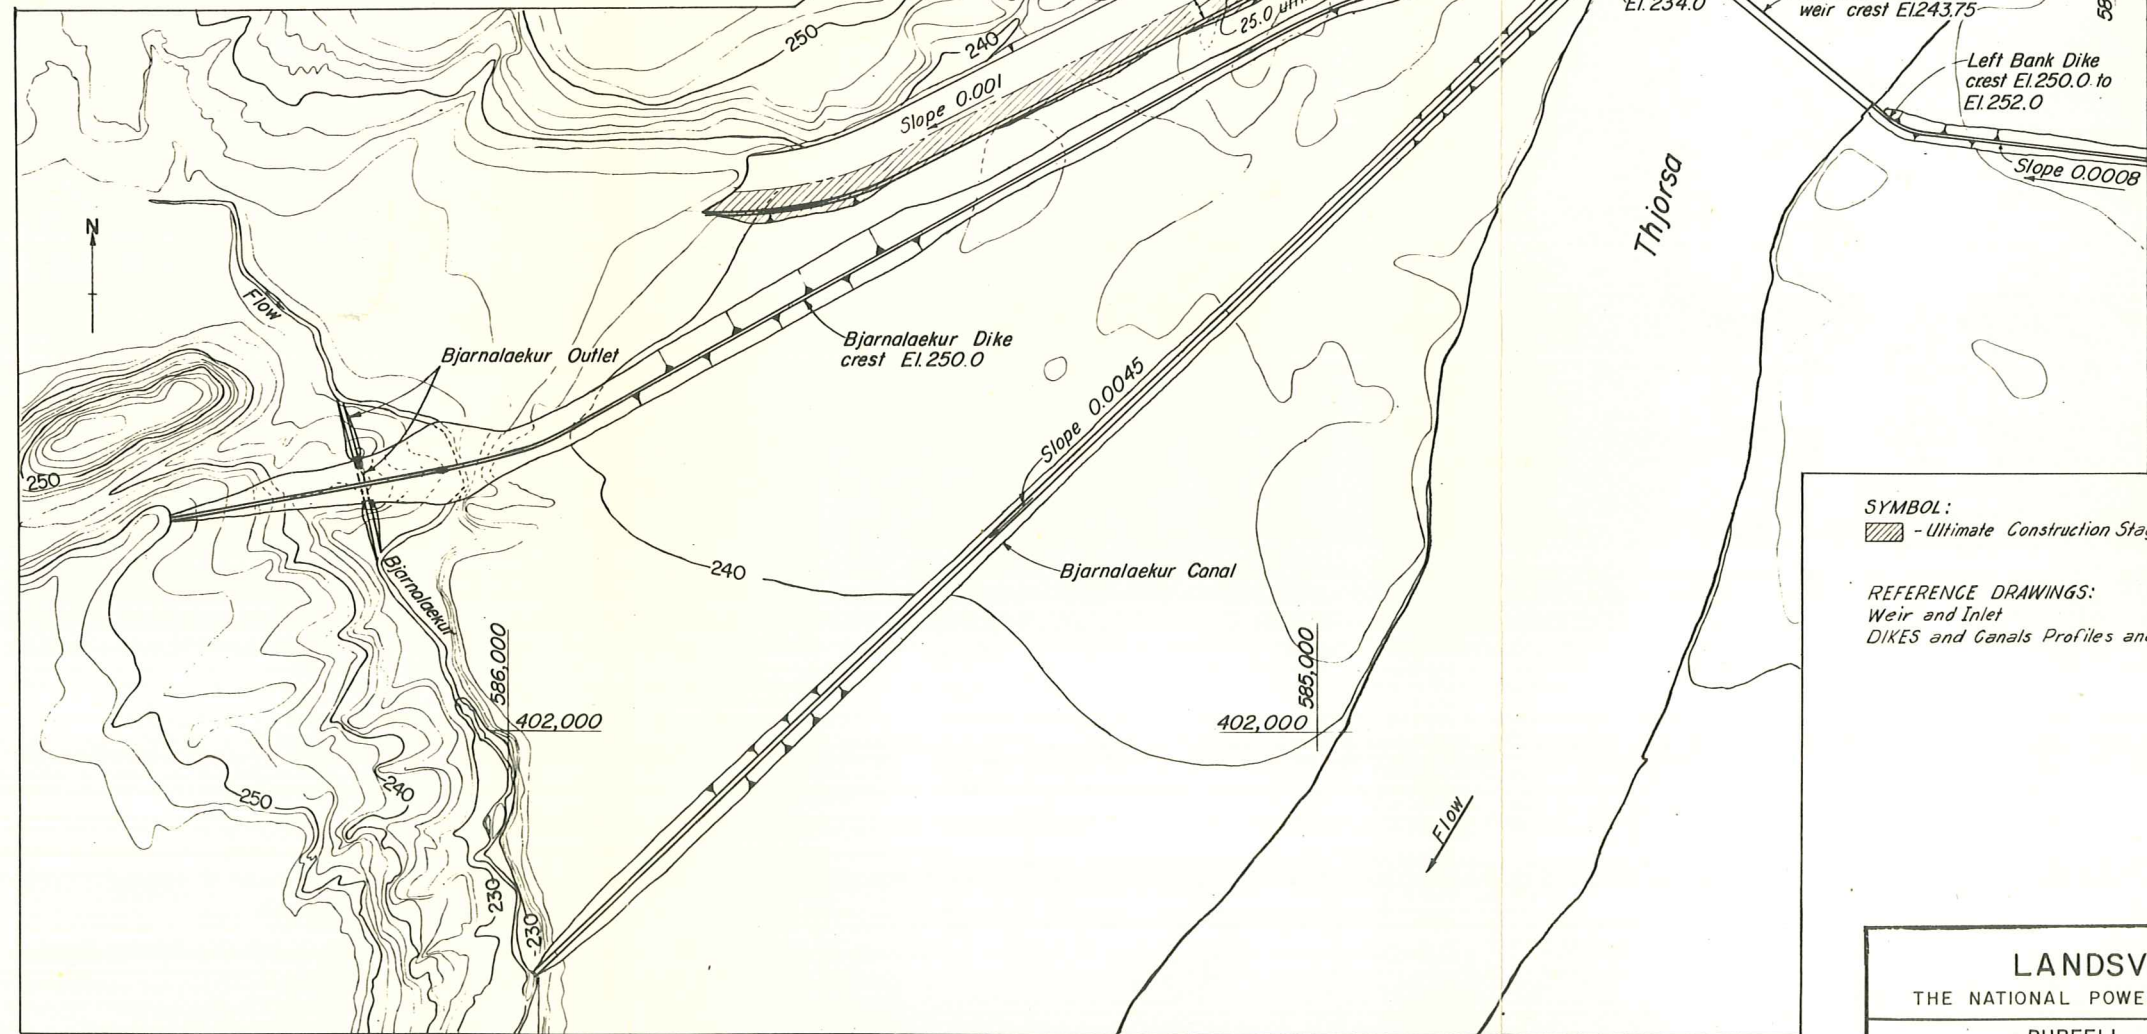 250
240
25.0
El. 234.0
weir crest El.243.75
58
Left Bank Dike
crest El.250.0 to
El.252.0
Slope 0.001
Slope 0.0008
Thjorsa
N
Flow
Bjarnalaekur Outlet
Bjarnalaekur Dike
crest El.250.0
Slope 0.0045
250
SYMBOL:
- Ultimate Construction Sta
240
Bjarnalaekur Canal
Bjarnalaekur
REFERENCE DRAWINGS:
Weir and Inlet
DIKES and Canals Profiles an
586,000
402,000
585,000
402,000
250
240
Flow
230
230
LANDSV
THE NATIONAL POWE